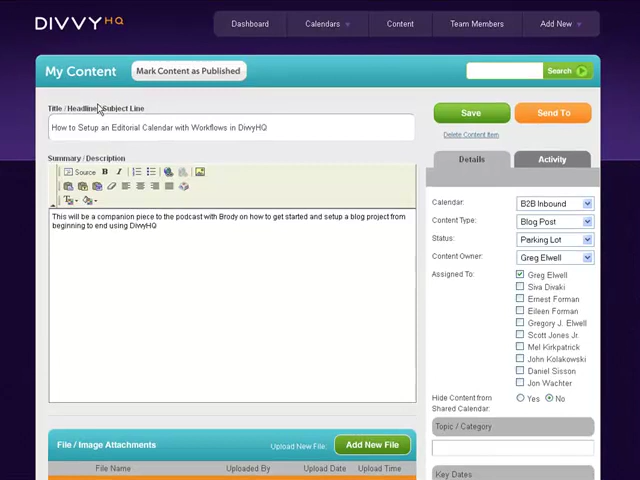 DIVVYHQ
Dashboard
Calendars
Content
Team Members
Add New
My Content
Mark Content as Published
Search
Title / Headline, Subject Line
How to Setup an Editorial Calendar with Workflows in DivvyHQ
Save
Send To
Delete Content Item
Summary / Description
Source B I
This will be a companion piece to the podcast with Brody on how to get started and setup a blog project from
beginning to end using DivvyHQ
Details
Activity
Calendar: B2B Inbound
Content Type: Blog Post
Status: Parking Lot
Content Owner: Greg Elwell
Assigned To: Greg Elwell
Siva Divaki
Ernest Forman
Eileen Forman
Gregory J. Elwell
Scott Jones Jr.
Mel Kirkpatrick
John Kolakowski
Daniel Sisson
Jon Wachter
Hide Content from
Shared Calendar:
Yes No
Topic / Category
Key Dates
File / Image Attachments
Upload New File:
Add New File
File Name
Uploaded By
Upload Date
Upload Time